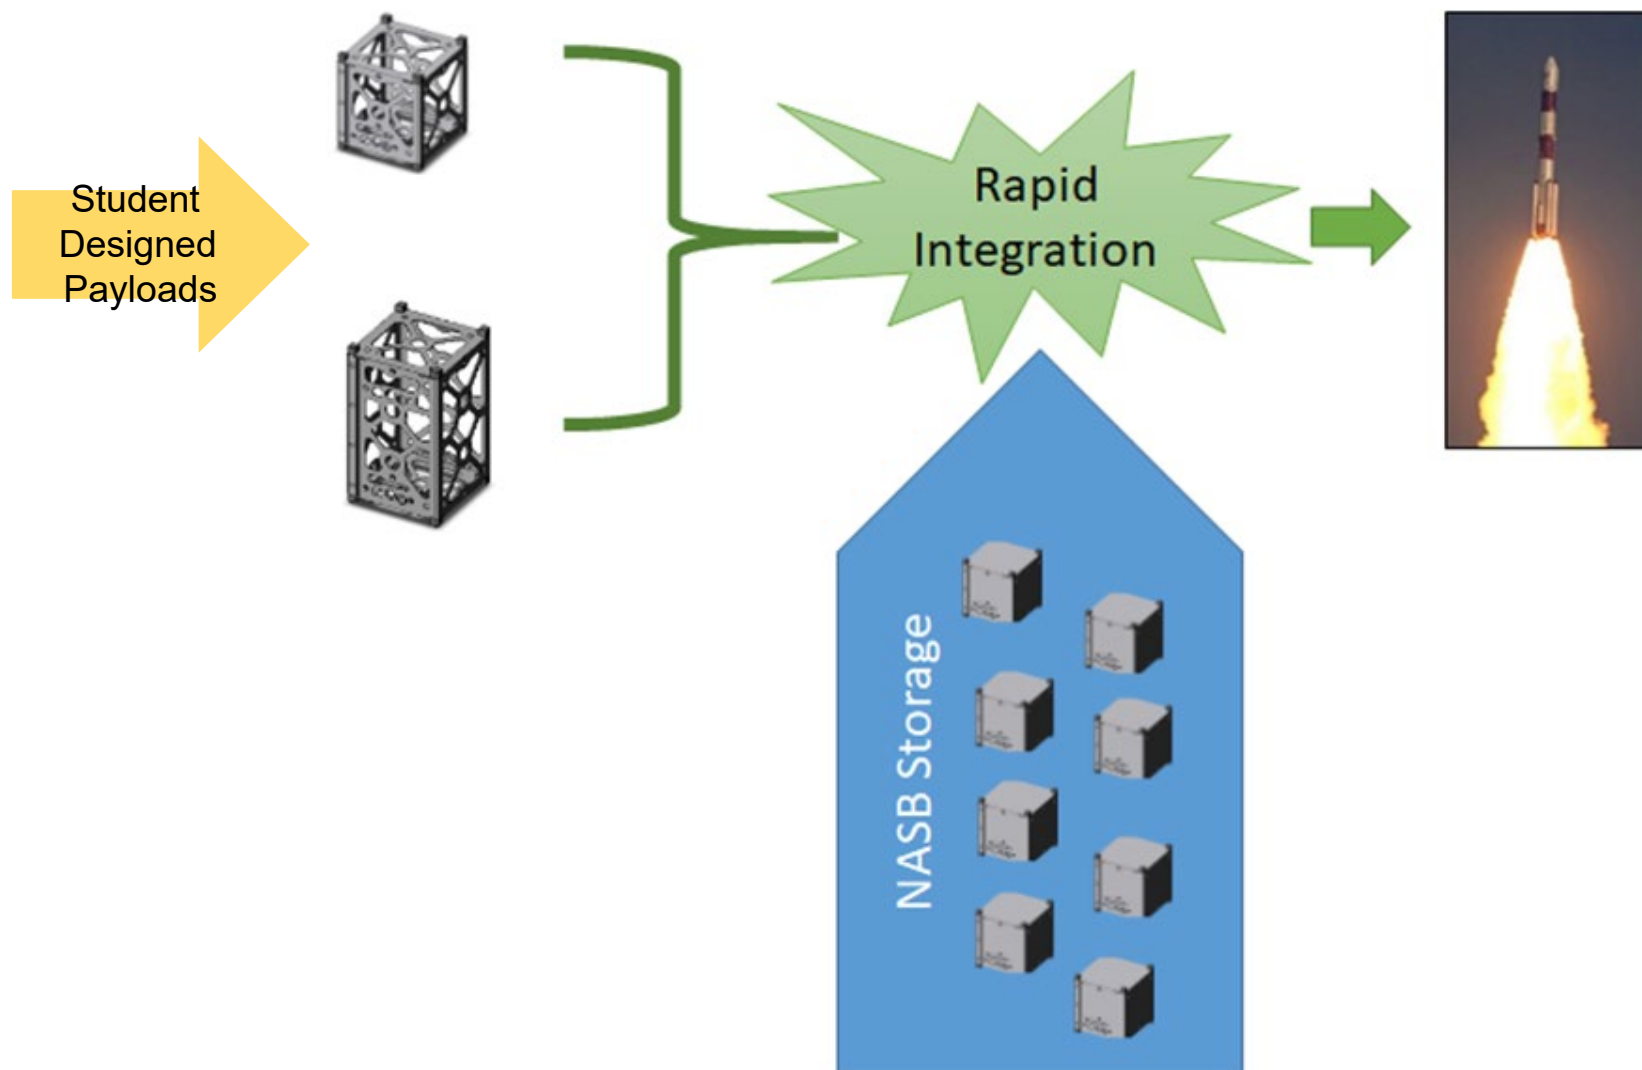 Student
Designed
Payloads
Rapid
Integration
NASB Storage